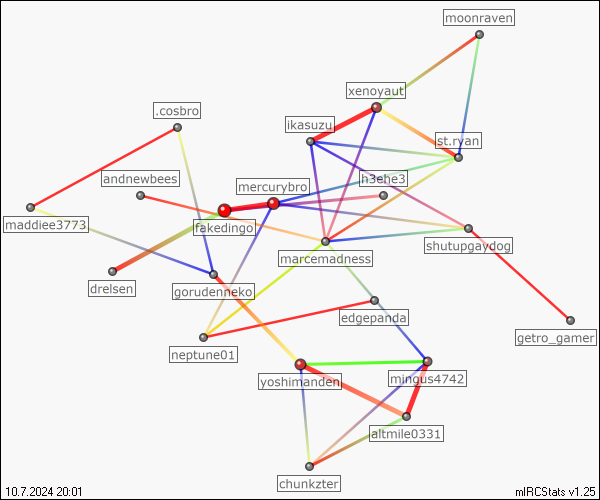 moonraven
xenoyaut
.cosbro
ikasuzu
st.ryan
andnewbees
h3ehe3
mercurybro
maddiee3773
fakedingo
shutupgaydog
marcemadness
drelsen
gorudenneko
edgepanda
getro_gamer
neptune01
yoshimanden
mingus4742
altmile0331
chunkzter
10.7.2024 20:01
mIRCStats v1.25